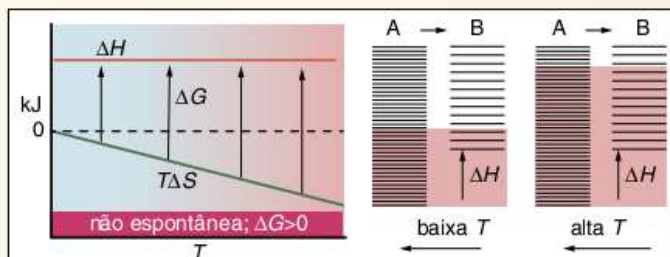 ΔH
kJ
0
ΔG
TΔS
não espontânea; ΔG>0
T
A → B
ΔH
baixa T
A → B
ΔH
alta T